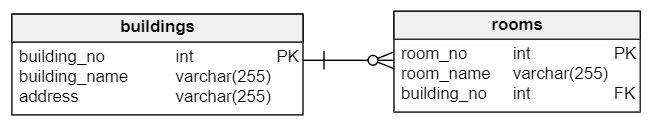 buildings
building_no int PK
building_name varchar(255)
address varchar(255)
rooms
room_no int PK
room_name varchar(255)
building_no int FK